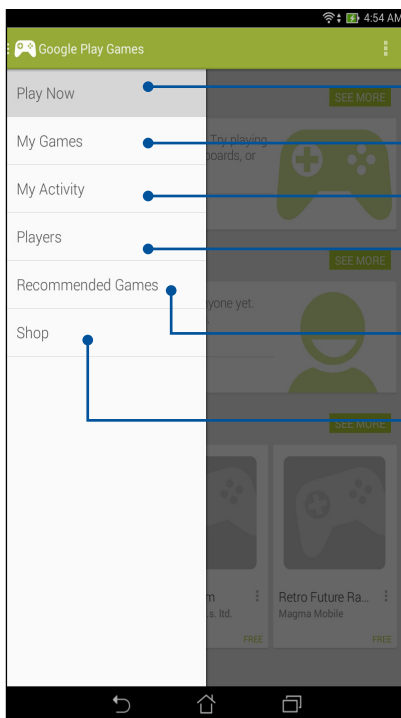 4:54 AM
Google Play Games
Play Now
SEE MORE
My Games
Try playing
boards, or
My Activity
Players
SEE MORE
Recommended Games
yone yet.
Shop
SEE MORE
m
s. ltd.
FREE
Retro Future Ra...
Magma Mobile
FREE